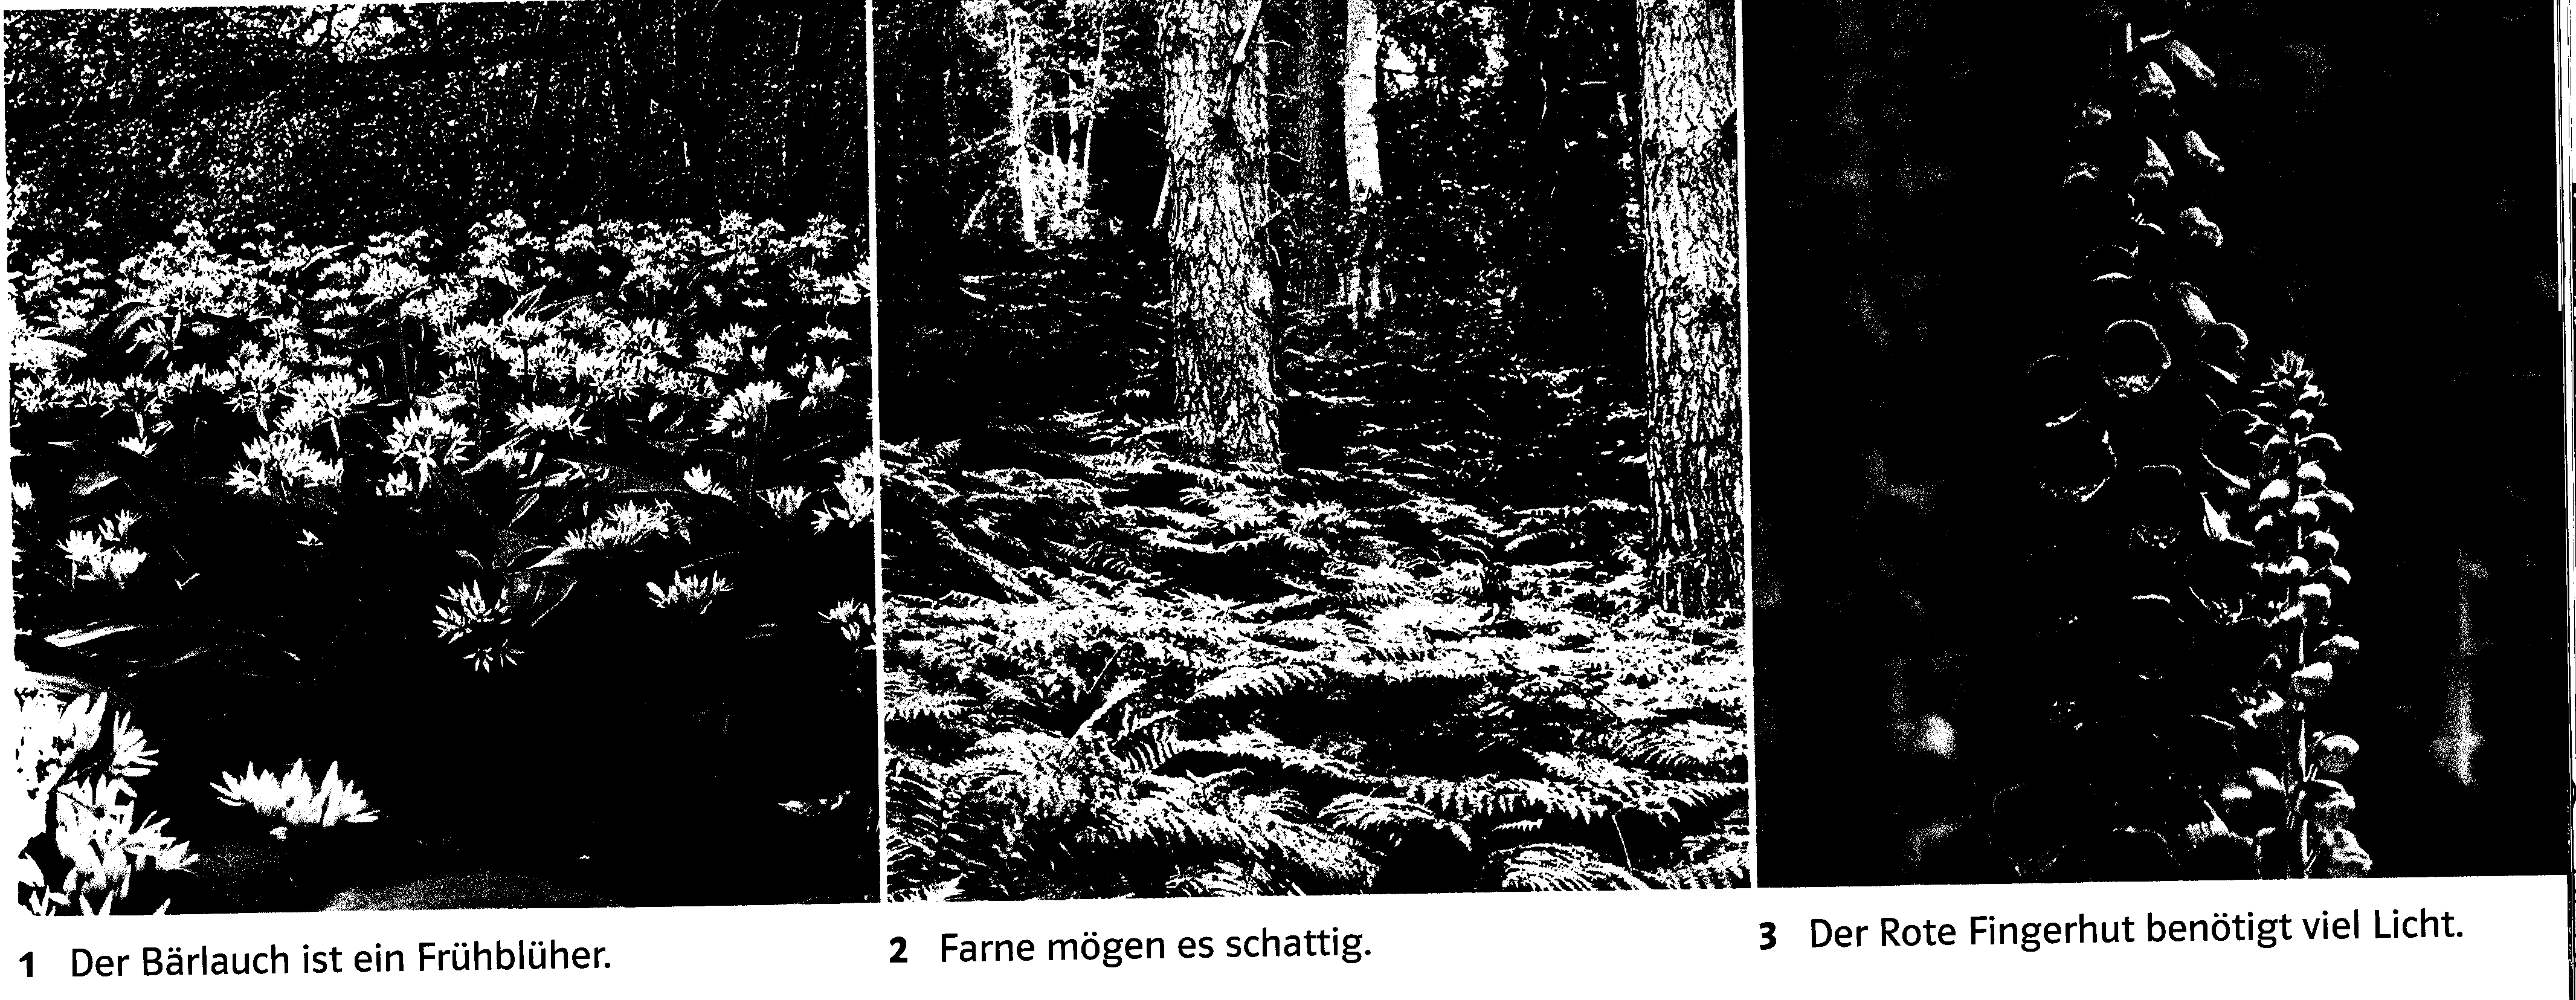 1 Der Bärlauch ist ein Frühblüher.
2 Farne mögen es schattig.
3 Der Rote Fingerhut benötigt viel Licht.